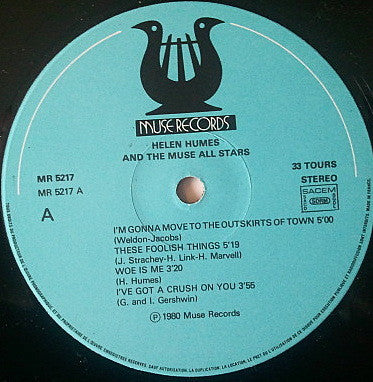 MUSE RECORDS
HELEN HUMES
AND THE MUSE ALL STARS
MR 5217
MR 5217 A
33 TOURS
STEREO
SACEM
SDRM
A
I'M GONNA MOVE TO THE OUTSKIRTS OF TOWN 5'00
(Weldon-Jacobs)
THESE FOOLISH THINGS 5'19
(J. Strachey-H. Link-H. Marvell)
WOE IS ME 3'20
(H. Humes)
I'VE GOT A CRUSH ON YOU 3'56
(G. and I. Gershwin)
℗ 1980 Muse Records